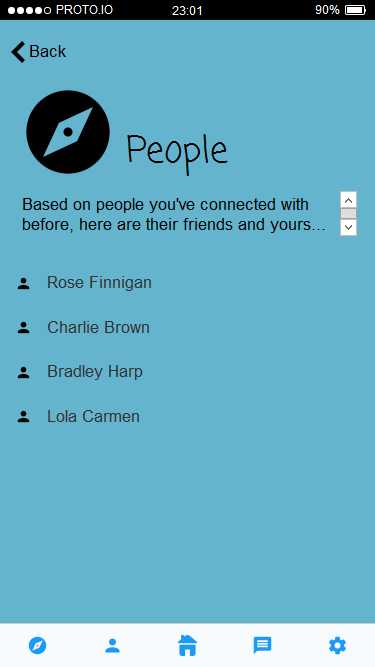 PROTO.IO 23:01 90%
Back
People
Based on people you've connected with
before, here are their friends and yours...
Rose Finnigan
Charlie Brown
Bradley Harp
Lola Carmen